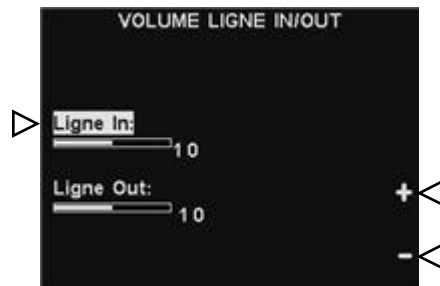 VOLUME LIGNE IN/OUT
Ligne In:
10
Ligne Out:
10
+
-